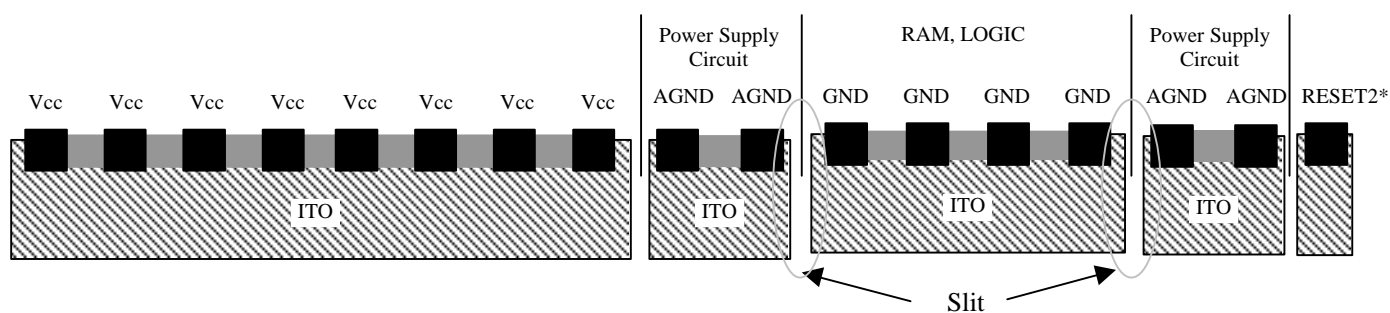 Power Supply
Circuit
RAM, LOGIC
Power Supply
Circuit
Vcc Vcc Vcc Vcc Vcc Vcc Vcc Vcc AGND AGND GND GND GND GND AGND AGND RESET2*
ITO ITO ITO ITO
Slit